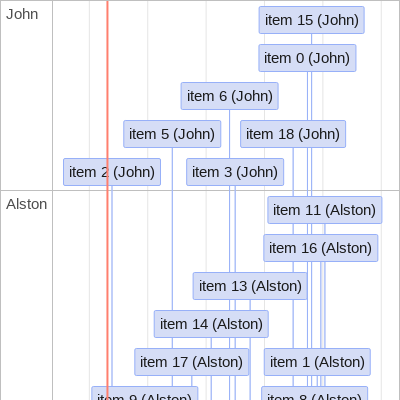 John
item 15 (John)
item 0 (John)
item 6 (John)
item 5 (John)
item 18 (John)
item 2 (John)
item 3 (John)
Alston
item 11 (Alston)
item 16 (Alston)
item 13 (Alston)
item 14 (Alston)
item 17 (Alston)
item 1 (Alston)
item 9 (Alston)
item 8 (Alston)